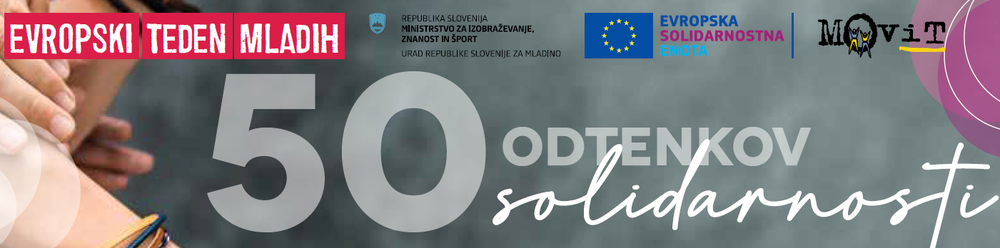 EVROPSKI TEDEN MLADIH
REPUBLIKA SLOVENIJA
MINISTRSTVO ZA IZOBRAŽEVANJE,
ZNANOST IN ŠPORT
URAD REPUBLIKE SLOVENIJE ZA MLADINO
EVROPSKA
SOLIDARNOSTNA
ENOTA
MOviT
50 ODTENKOV
solidarnosti